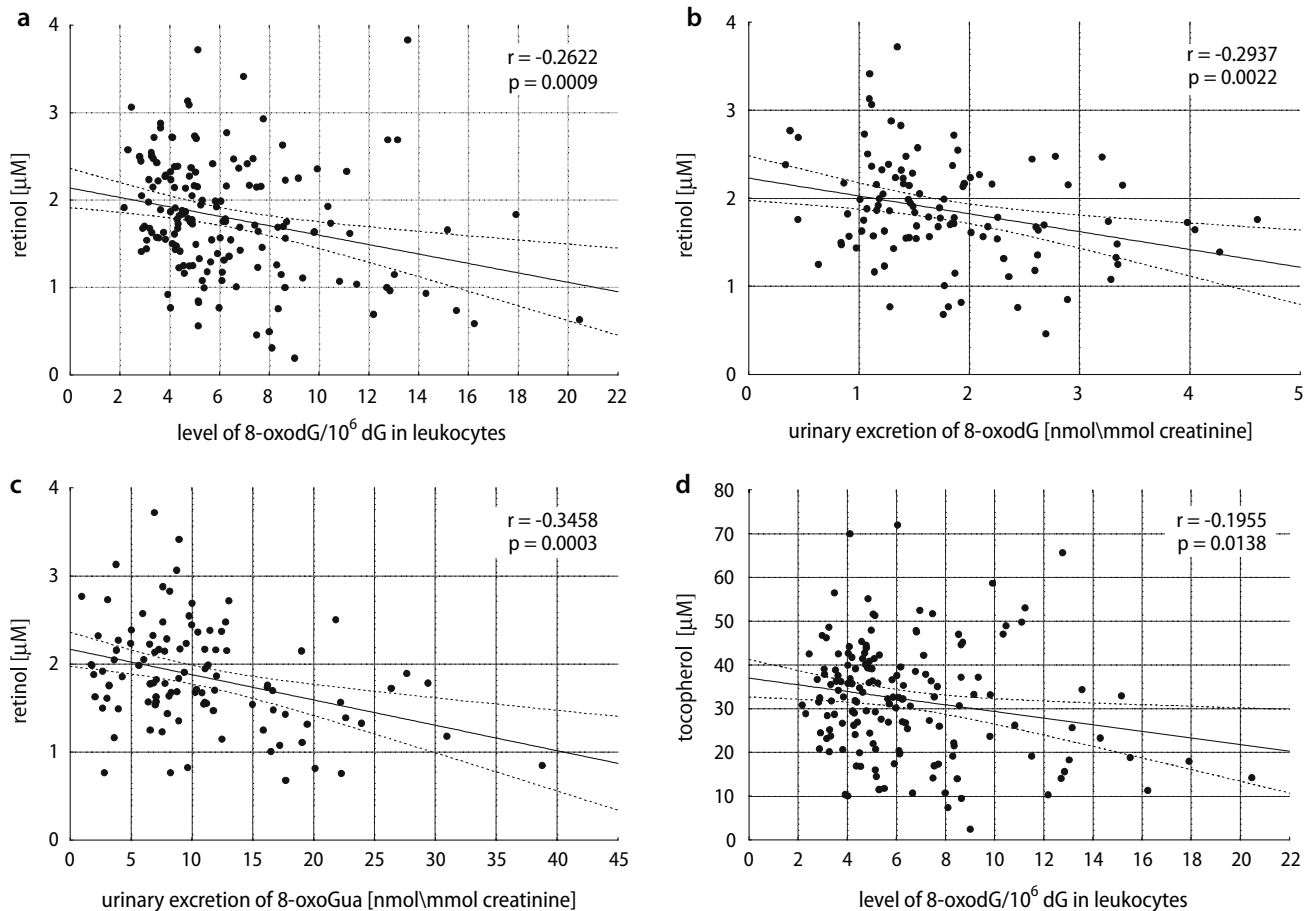 a
4
3
2
1
0
retinol [μM]
r = -0.2622
p = 0.0009
0 2 4 6 8 10 12 14 16 18 20 22
level of 8-oxodG/10⁶ dG in leukocytes
b
4
3
2
1
0
retinol [μM]
r = -0.2937
p = 0.0022
0 1 2 3 4 5
urinary excretion of 8-oxodG [nmol\mmol creatinine]
c
4
3
2
1
0
retinol [μM]
r = -0.3458
p = 0.0003
0 5 10 15 20 25 30 35 40 45
urinary excretion of 8-oxoGua [nmol\mmol creatinine]
d
80
70
60
50
40
30
20
10
0
tocopherol [μM]
r = -0.1955
p = 0.0138
0 2 4 6 8 10 12 14 16 18 20 22
level of 8-oxodG/10⁶ dG in leukocytes